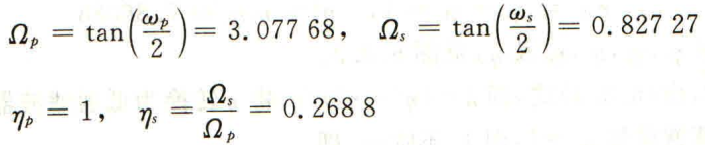 Ω_p = tan(ω_p/2) = 3.077 68, Ω_s = tan(ω_s/2) = 0.827 27
η_p = 1, η_s = Ω_s/Ω_p = 0.268 8